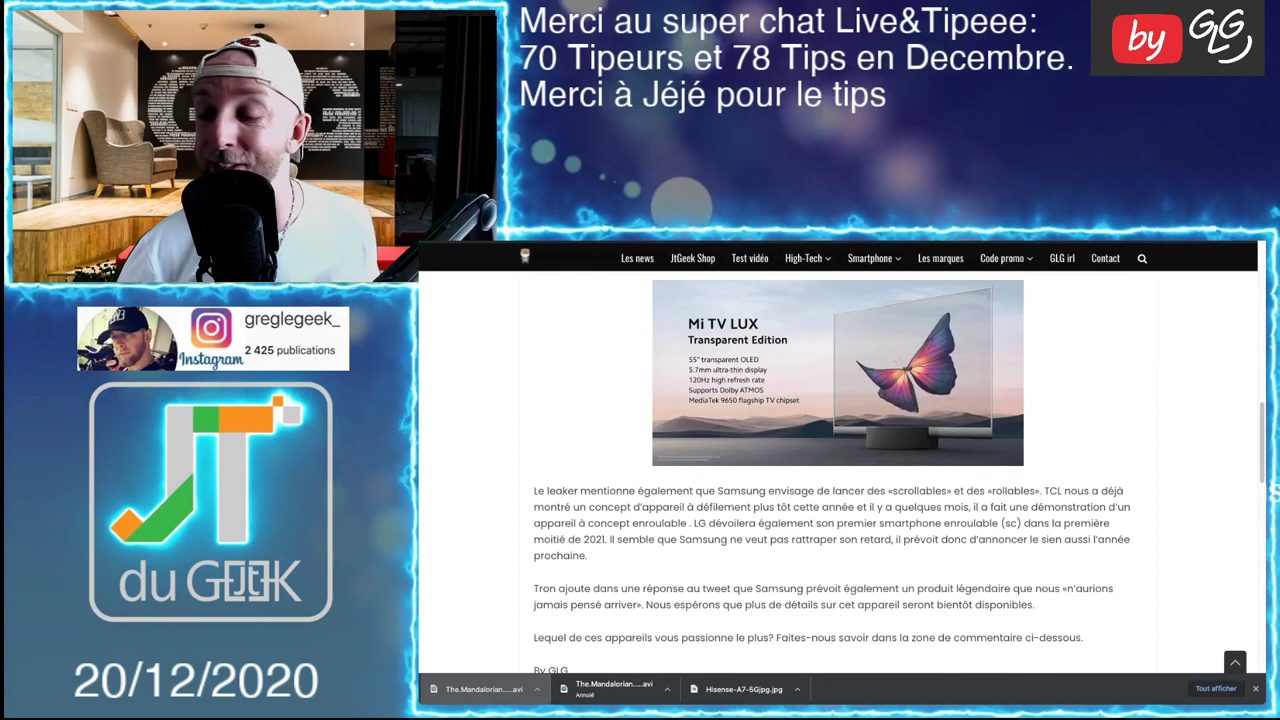 Merci au super chat Live&Tipeee:
70 Tipeurs et 78 Tips en Decembre.
Merci à Jéjé pour le tips
by GLG
greglegeek_
2 425 publications
Instagram
JT
du GEEK
20/12/2020
Les news JtGeek Shop Test vidéo High-Tech Smartphone Les marques Code promo GLG irl Contact
Mi TV LUX
Transparent Edition
55" transparent OLED
5.7mm ultra-thin display
120Hz high refresh rate
Supports Dolby ATMOS
MediaTek 9650 flagship TV chipset
Le leaker mentionne également que Samsung envisage de lancer des «scrollables» et des «rollables». TCL nous a déjà
montré un concept d'appareil à défilement plus tôt cette année et il y a quelques mois, il a fait une démonstration d'un
appareil à concept enroulable . LG dévoilera également son premier smartphone enroulable (sc) dans la première
moitié de 2021. Il semble que Samsung ne veut pas rattraper son retard, il prévoit donc d'annoncer le sien aussi l'année
prochaine.
Tron ajoute dans une réponse au tweet que Samsung prévoit également un produit légendaire que nous «n'aurions
jamais pensé arriver». Nous espérons que plus de détails sur cet appareil seront bientôt disponibles.
Lequel de ces appareils vous passionne le plus? Faites-nous savoir dans la zone de commentaire ci-dessous.
By GLG
The.Mandalorian.....avi
The.Mandalorian.....avi
Annulé
Hisense-A7-5Gjpg.jpg
Tout afficher